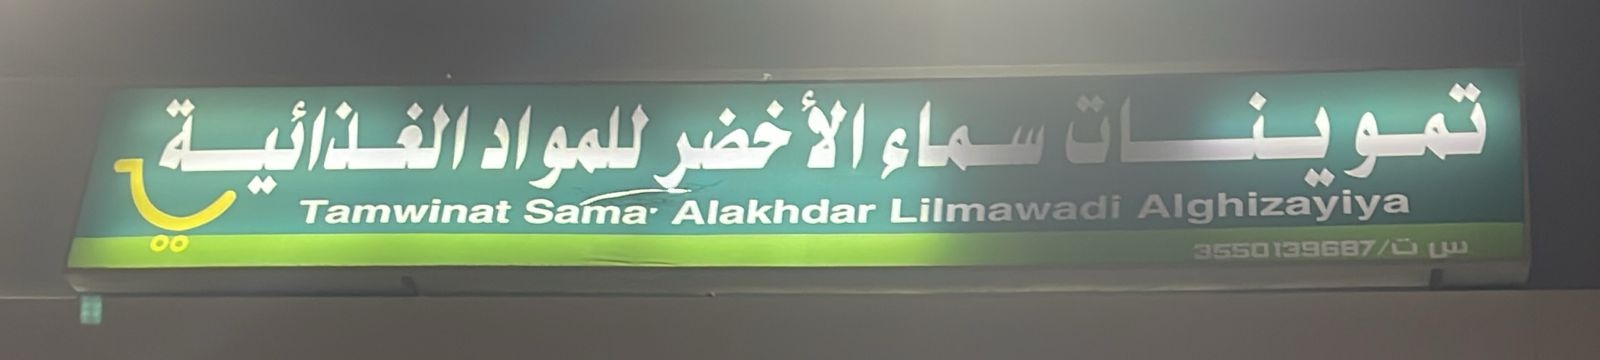 تموينات سماء الأخضر للمواد الغذائية
Tamwinat Sama' Alakhdar Lilmawadi Alghizayiya
س ت/3550139687